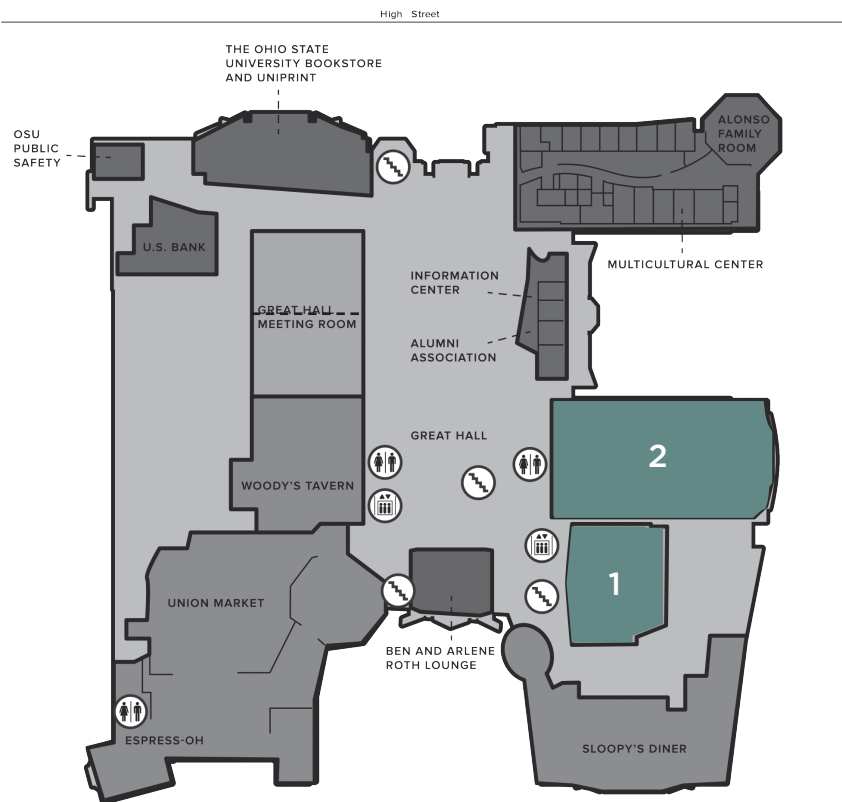 High Street
THE OHIO STATE
UNIVERSITY BOOKSTORE
AND UNIPRINT
OSU
PUBLIC
SAFETY
ALONSO
FAMILY
ROOM
U.S. BANK
MULTICULTURAL CENTER
INFORMATION
CENTER
GREAT HALL
MEETING ROOM
ALUMNI
ASSOCIATION
GREAT HALL
2
WOODY'S TAVERN
1
UNION MARKET
BEN AND ARLENE
ROTH LOUNGE
ESPRESS-OH
SLOOPY'S DINER